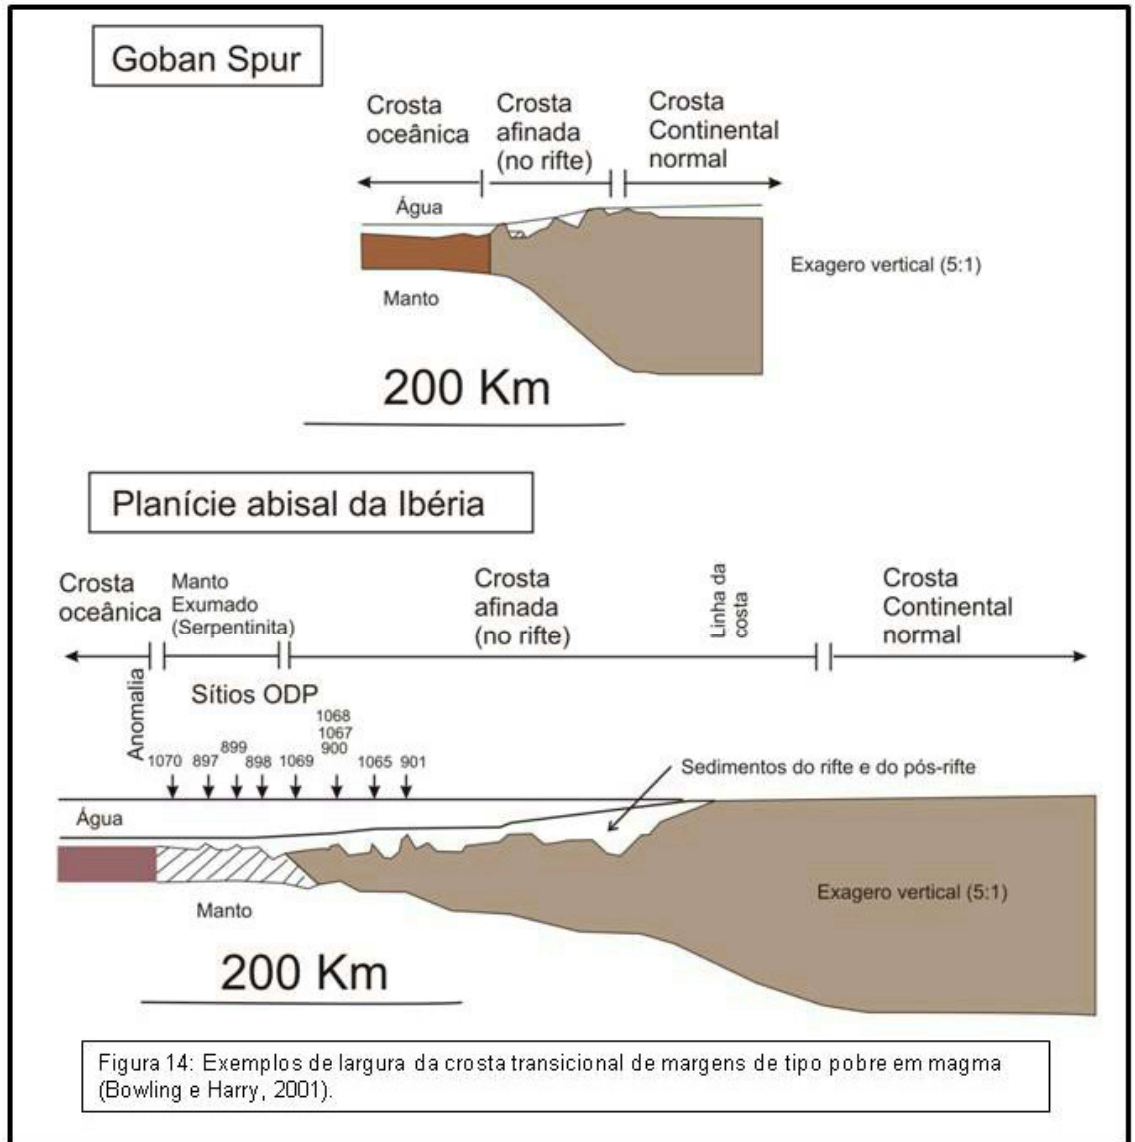 Goban Spur
Crosta
oceânica
Crosta
afinada
(no rifte)
Crosta
Continental
normal
Água
Manto
Exagero vertical (5:1)
200 Km
Planície abisal da Ibéria
Crosta
oceânica
Manto
Exumado
(Serpentinita)
Crosta
afinada
(no rifte)
Linha da
costa
Crosta
Continental
normal
Anomalia
Sítios ODP
1070
897
899
898
1069
1068
1067
900
1065
901
Sedimentos do rifte e do pós-rifte
Água
Manto
Exagero vertical (5:1)
200 Km
Figura 14: Exemplos de largura da crosta transicional de margens de tipo pobre em magma
(Bowling e Harry, 2001).